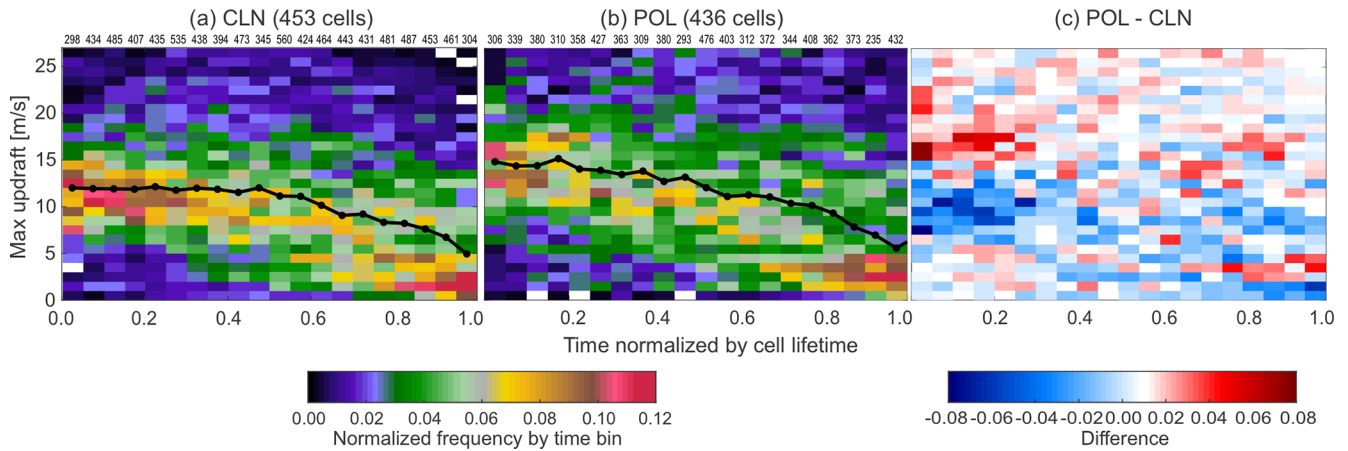 (a) CLN (453 cells) (b) POL (436 cells) (c) POL - CLN
298 434 485 407 435 535 438 394 473 345 560 424 464 443 431 481 487 453 461 304 306 339 380 310 358 427 363 309 380 293 476 403 312 372 344 408 362 373 235 432
25
20
15
10
5
0
Max updraft [m/s]
0.0 0.2 0.4 0.6 0.8 1.0 0.2 0.4 0.6 0.8 1.0 0.2 0.4 0.6 0.8 1.0
Time normalized by cell lifetime
0.00 0.02 0.04 0.06 0.08 0.10 0.12 -0.08 -0.06 -0.04 -0.02 0.00 0.02 0.04 0.06 0.08
Normalized frequency by time bin Difference